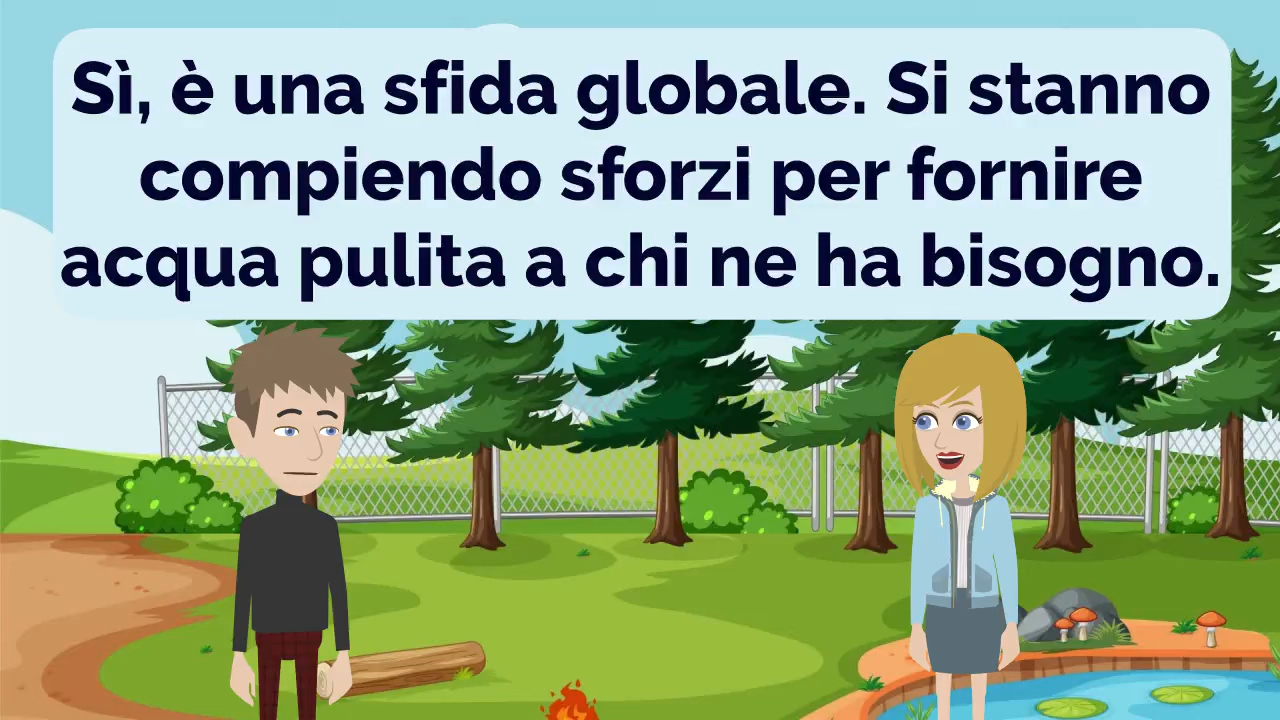 Sì, è una sfida globale. Si stanno
compiendo sforzi per fornire
acqua pulita a chi ne ha bisogno.